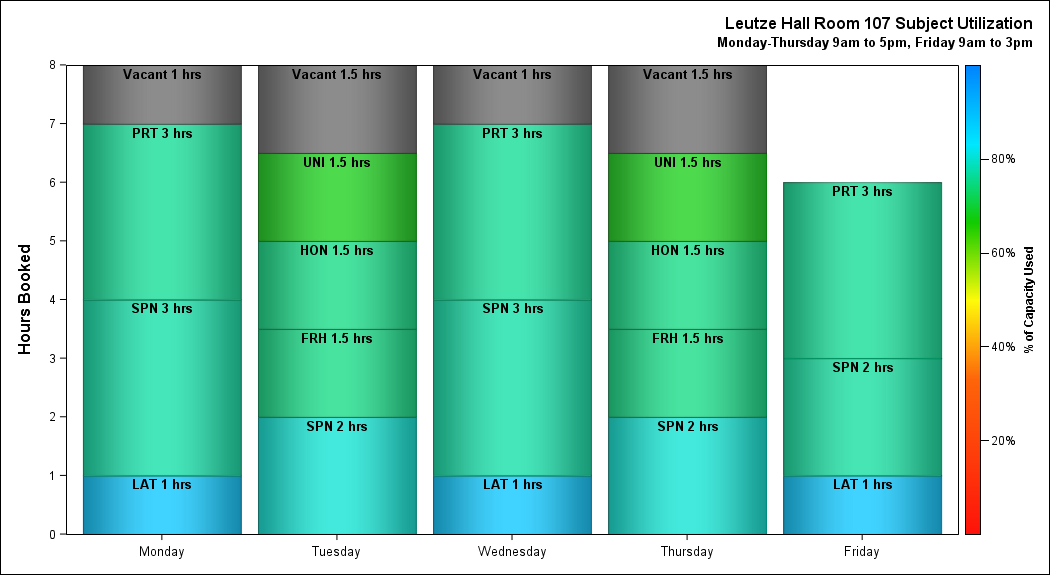 Leutze Hall Room 107 Subject Utilization
Monday-Thursday 9am to 5pm, Friday 9am to 3pm
Hours Booked
8
7
6
5
4
3
2
1
0
Vacant 1 hrs
PRT 3 hrs
SPN 3 hrs
LAT 1 hrs
Monday
Vacant 1.5 hrs
UNI 1.5 hrs
HON 1.5 hrs
FRH 1.5 hrs
SPN 2 hrs
Tuesday
Vacant 1 hrs
PRT 3 hrs
SPN 3 hrs
LAT 1 hrs
Wednesday
Vacant 1.5 hrs
UNI 1.5 hrs
HON 1.5 hrs
FRH 1.5 hrs
SPN 2 hrs
Thursday
PRT 3 hrs
SPN 2 hrs
LAT 1 hrs
Friday
80%
60%
40%
20%
% of Capacity Used